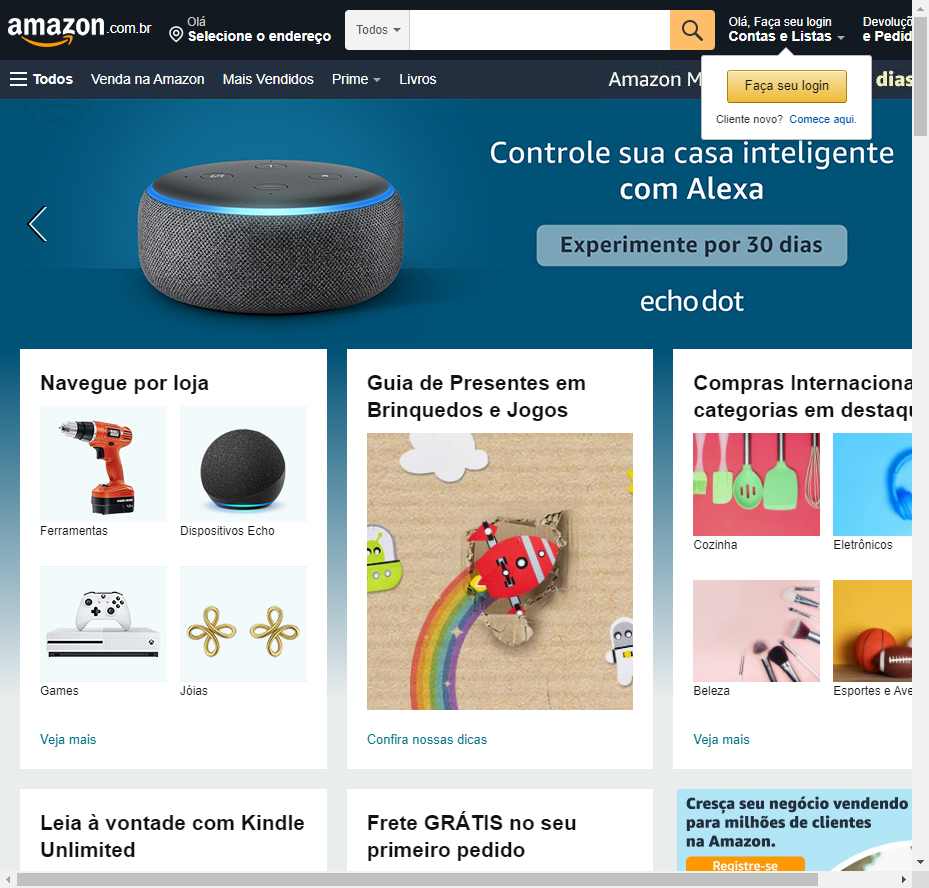 amazon.com.br
Olá
Selecione o endereço
Todos
Olá, Faça seu login
Contas e Listas
Devoluçõ
e Pedid
Todos
Venda na Amazon
Mais Vendidos
Prime
Livros
Amazon M
dias
Faça seu login
Cliente novo? Comece aqui.
Controle sua casa inteligente
com Alexa
Experimente por 30 dias
echo dot
Navegue por loja
Ferramentas
Dispositivos Echo
Games
Jóias
Veja mais
Guia de Presentes em
Brinquedos e Jogos
Confira nossas dicas
Compras Internaciona
categorias em destaqu
Cozinha
Eletrônicos
Beleza
Esportes e Ave
Veja mais
Leia à vontade com Kindle
Unlimited
Frete GRÁTIS no seu
primeiro pedido
Cresça seu negócio vendendo
para milhões de clientes
na Amazon.
Registre-se